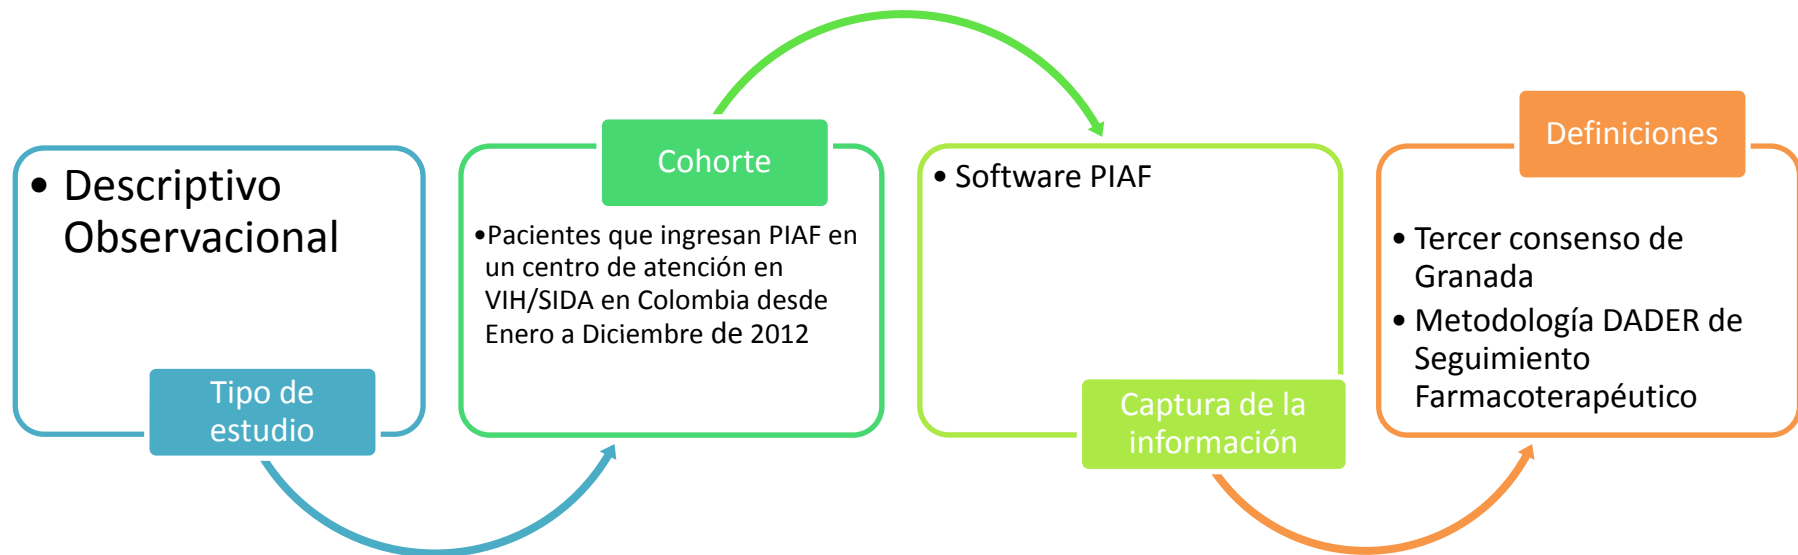 • Descriptivo
Observacional
Tipo de
estudio
Cohorte
•Pacientes que ingresan PIAF en
un centro de atención en
VIH/SIDA en Colombia desde
Enero a Diciembre de 2012
• Software PIAF
Captura de la
información
Definiciones
• Tercer consenso de
Granada
• Metodología DADER de
Seguimiento
Farmacoterapéutico